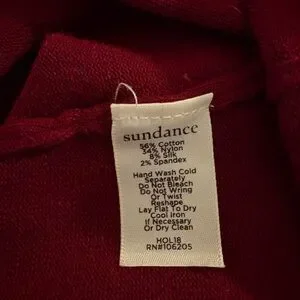 sundance
56% Cotton
34% Nylon
8% Silk
2% Spandex
Hand Wash Cold
Separately
Do Not Bleach
Do Not Wring
Or Twist
Reshape
Lay Flat To Dry
Cool Iron
If Necessary
Or Dry Clean
HOL18
RN#106205